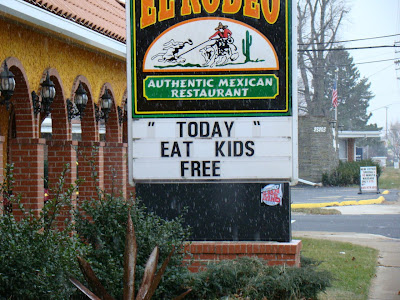 EL RODEO
AUTHENTIC MEXICAN
RESTAURANT
" TODAY "
EAT KIDS
FREE